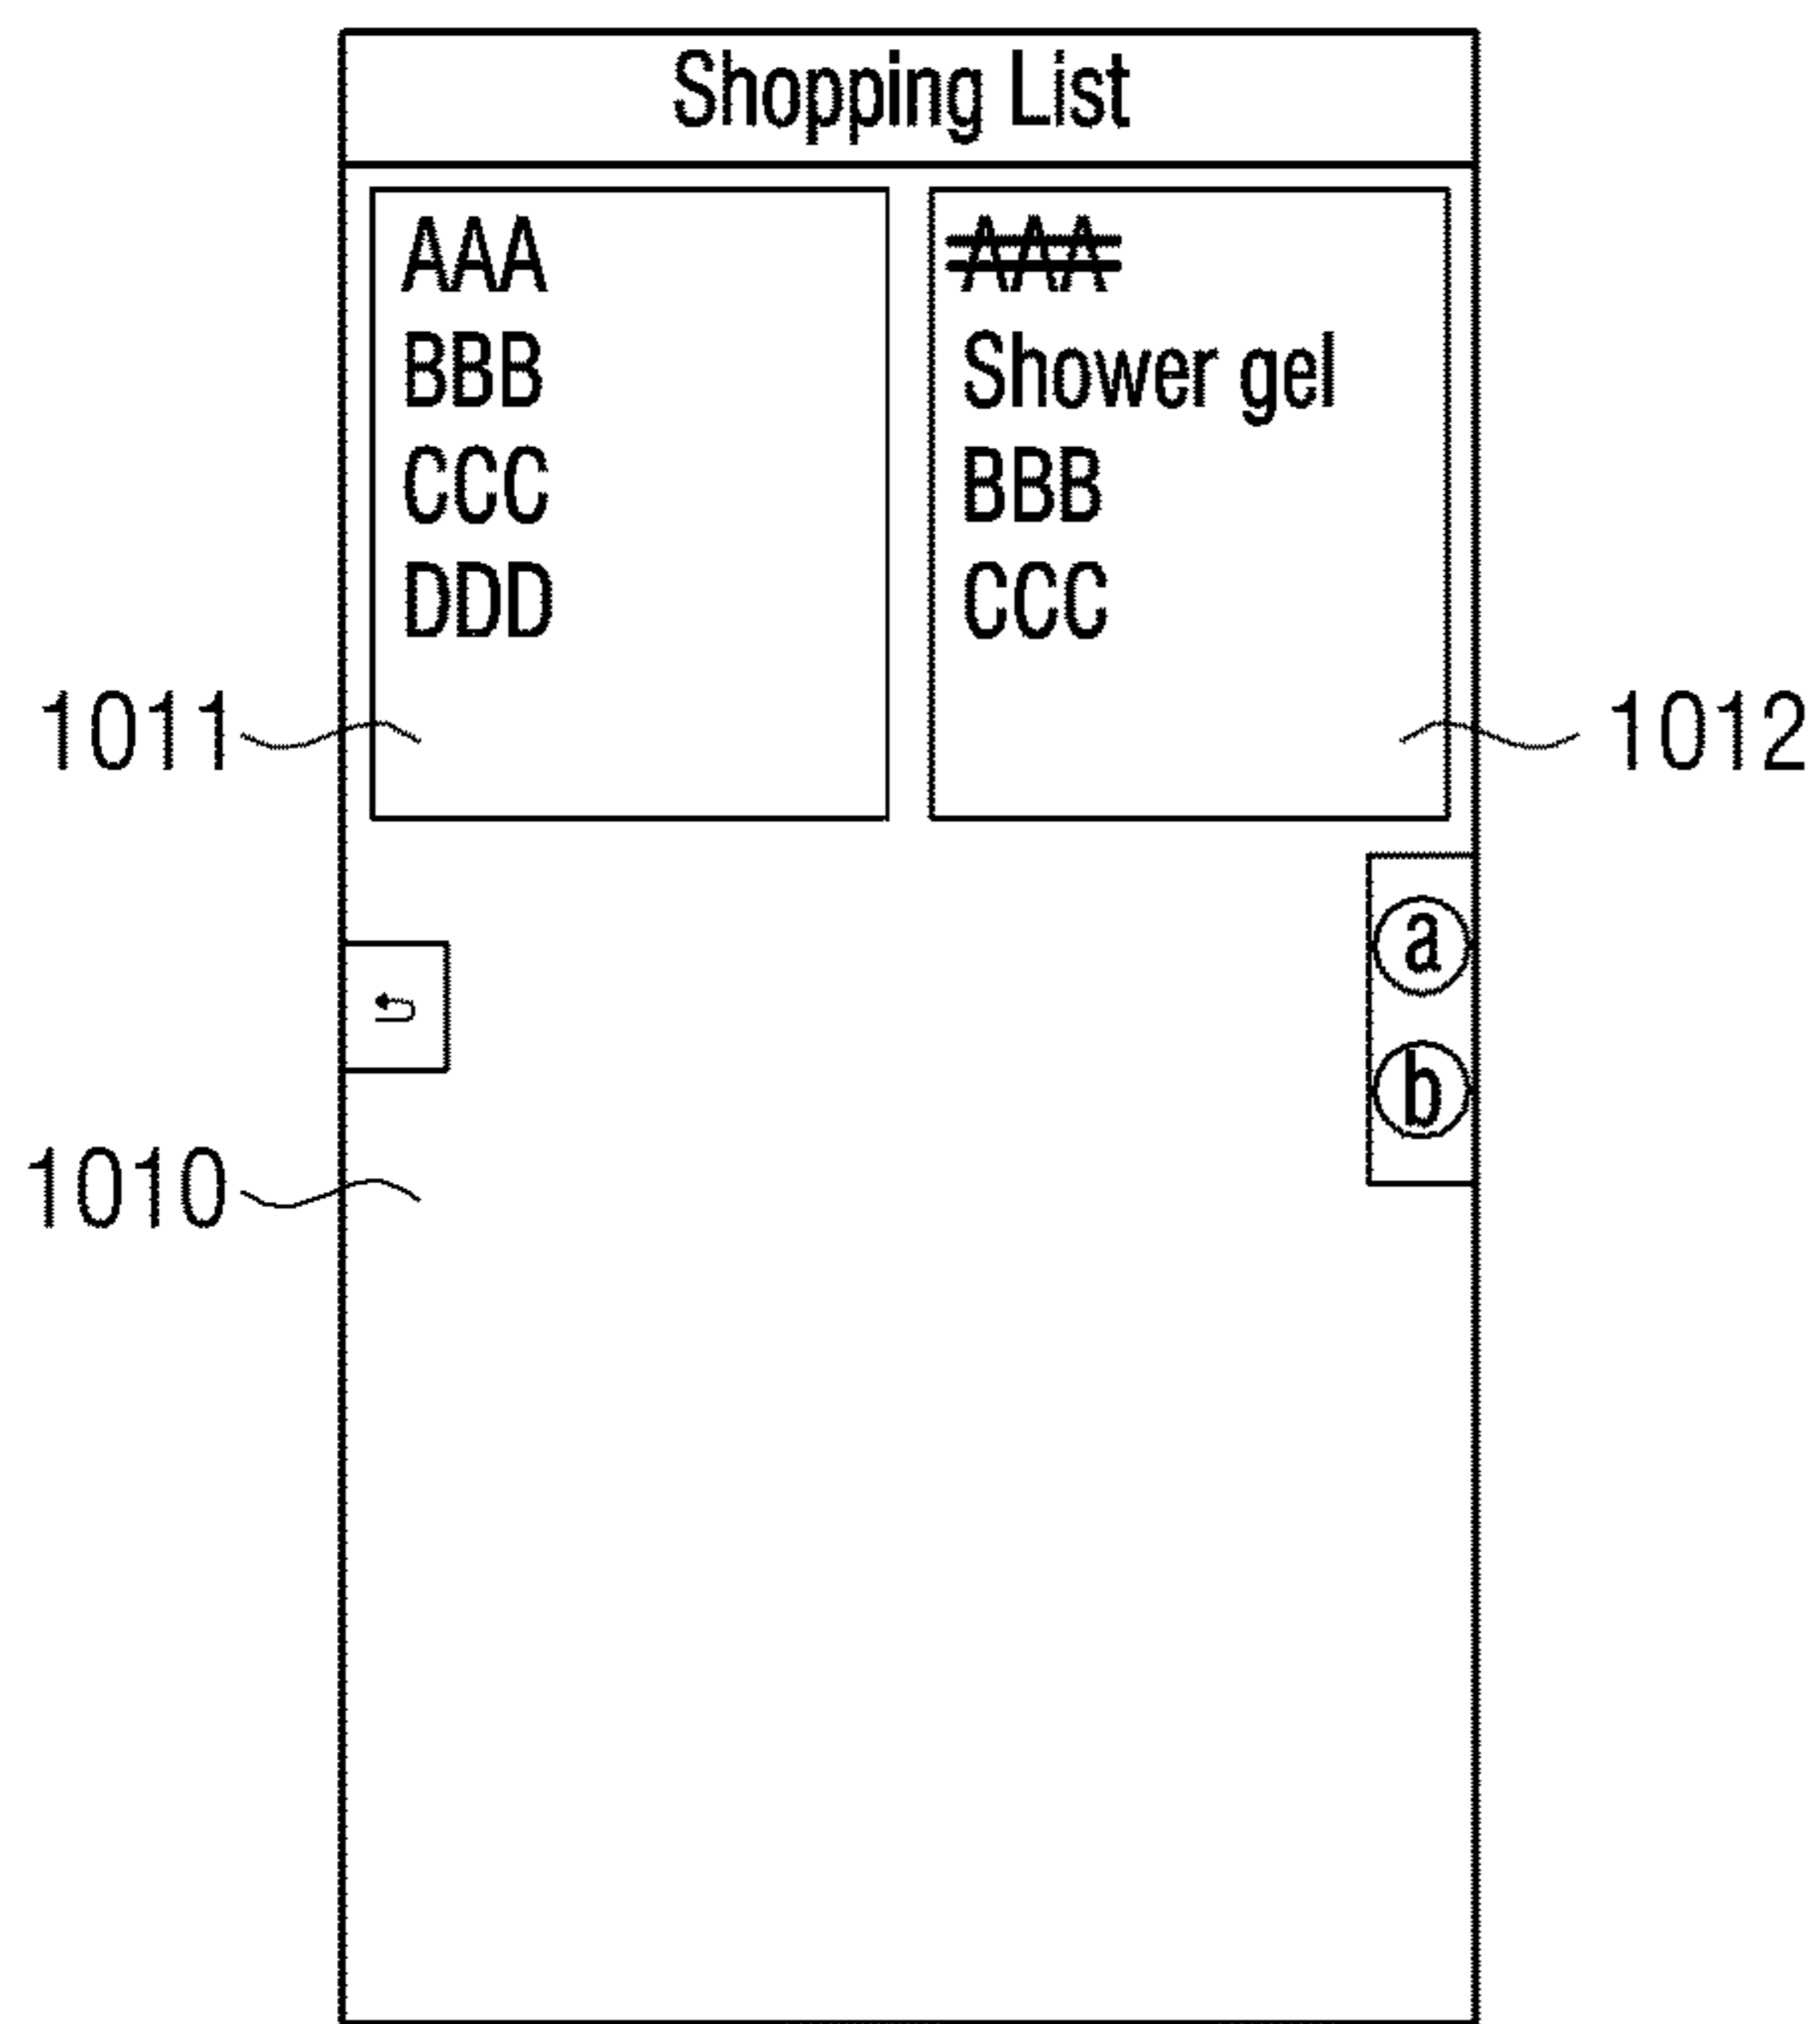 Shopping List
AAA
BBB
CCC
DDD
AAA
Shower gel
BBB
CCC
1011
1012
a
b
1010